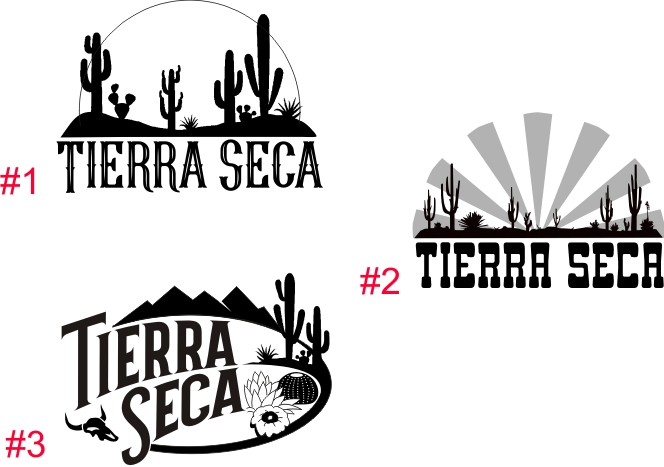 TIERRA SECA
#1
TIERRA SECA
#2
TIERRA
SECA
#3